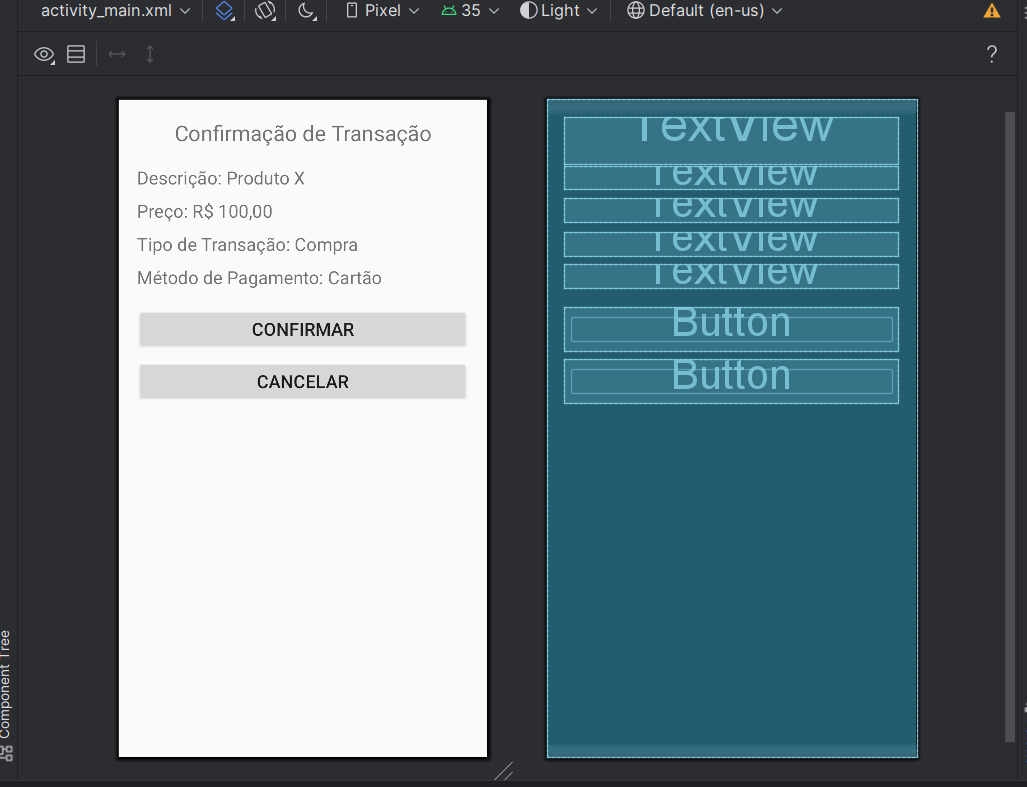 activity_main.xml Pixel 35 Light Default (en-us)
?
Confirmação de Transação
Descrição: Produto X
Preço: R$ 100,00
Tipo de Transação: Compra
Método de Pagamento: Cartão
CONFIRMAR
CANCELAR
TextView
TextView
TextView
TextView
TextView
Button
Button
Component Tree